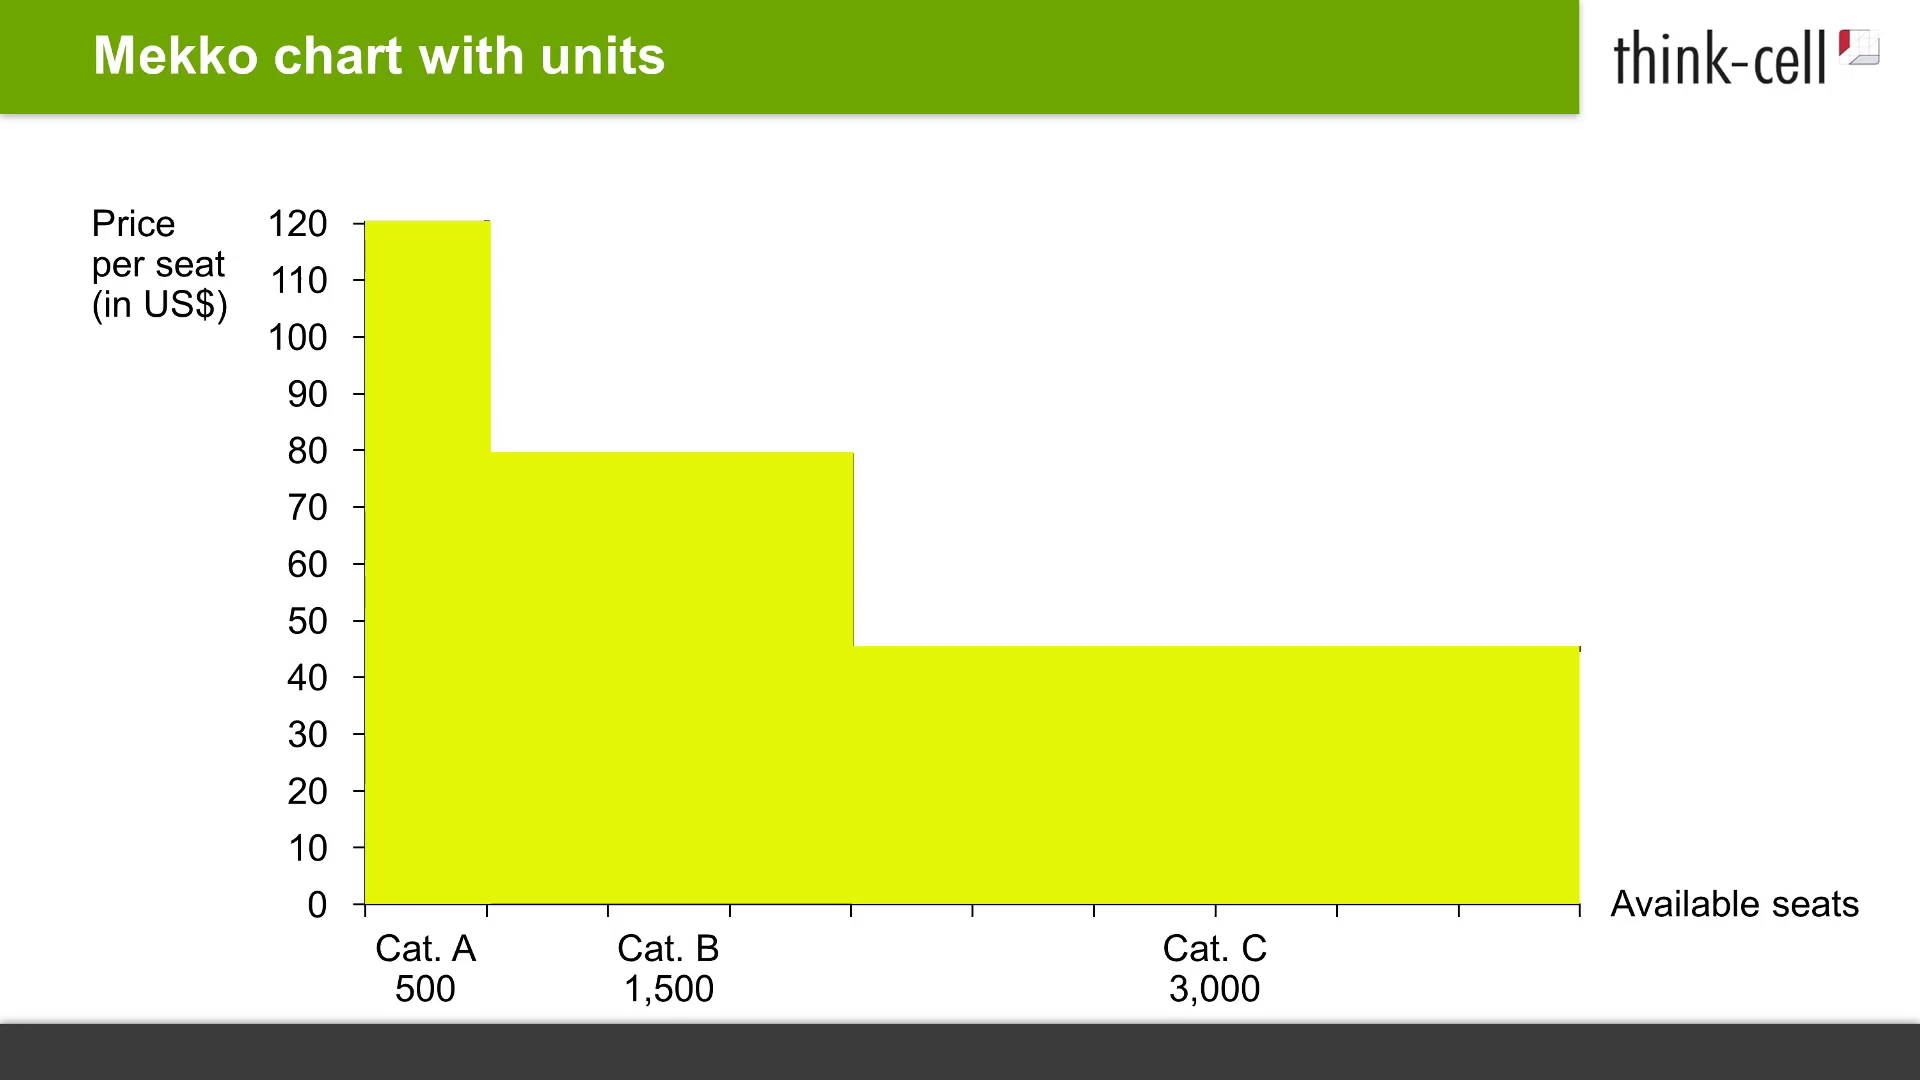 Mekko chart with units
think-cell
Price
per seat
(in US$)
120
110
100
90
80
70
60
50
40
30
20
10
0
Available seats
Cat. A
500
Cat. B
1,500
Cat. C
3,000